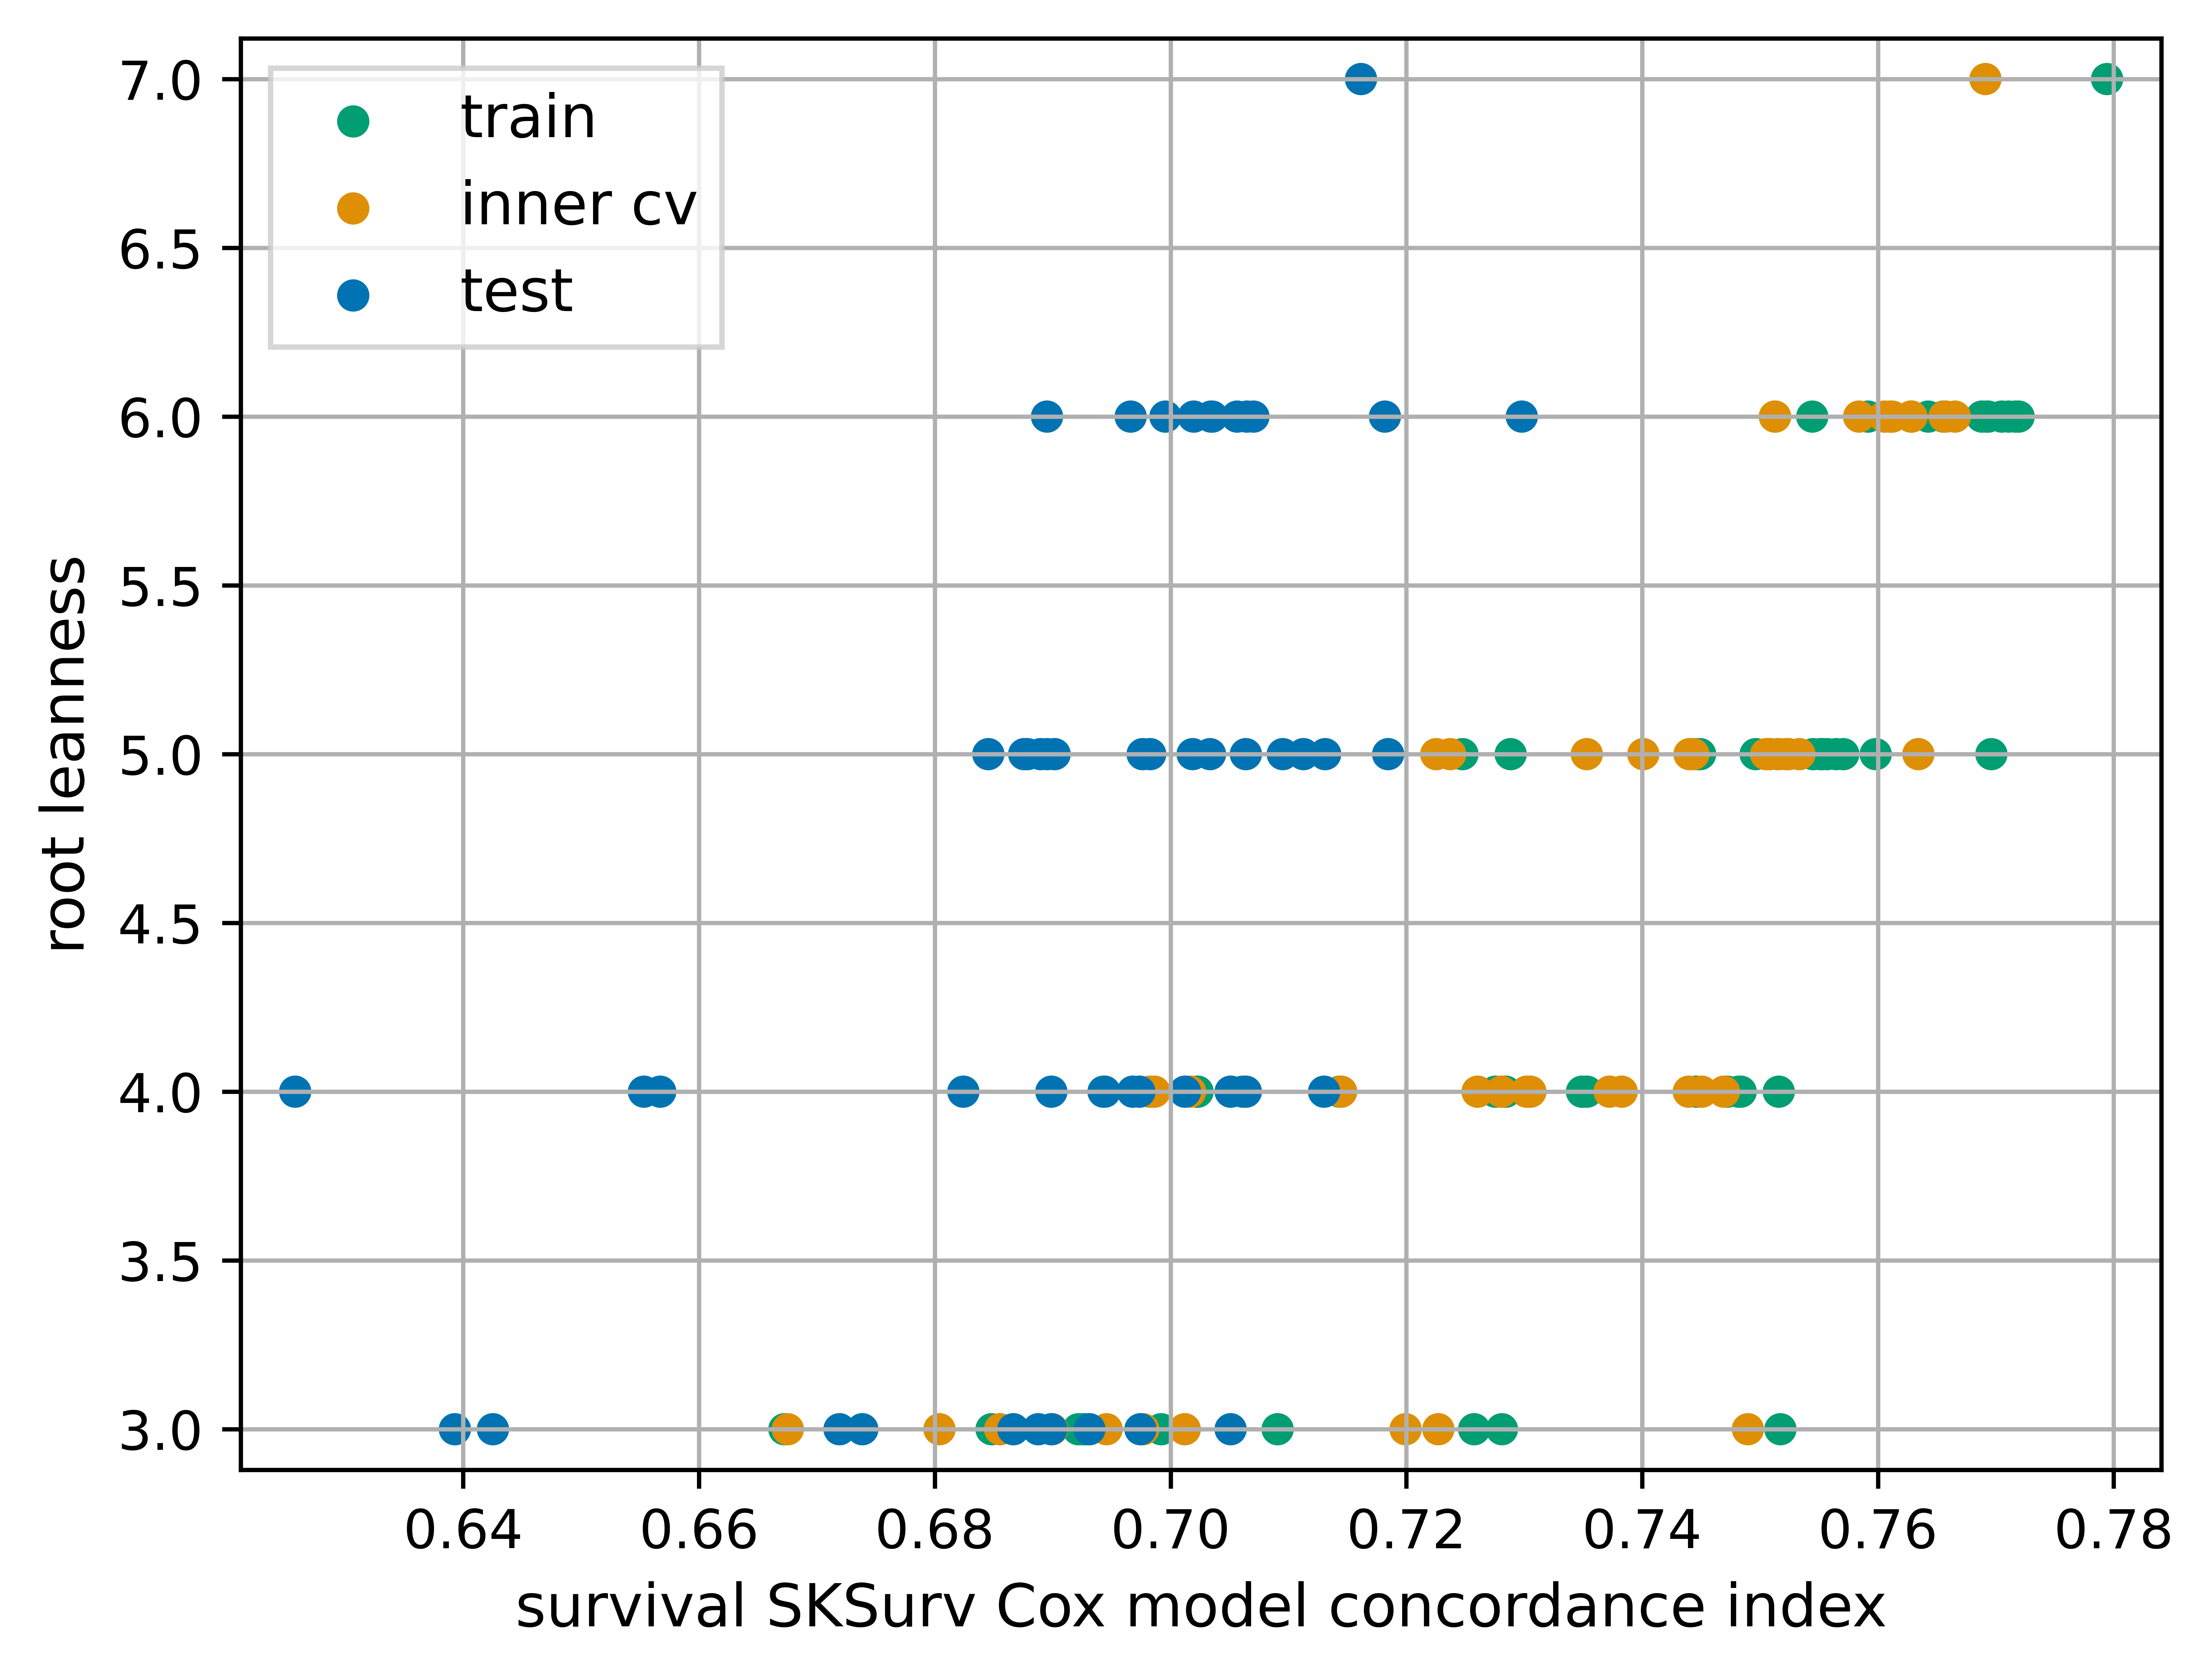 train
inner cv
test
7.0
6.5
6.0
5.5
5.0
4.5
4.0
3.5
3.0
root leanness
0.64 0.66 0.68 0.70 0.72 0.74 0.76 0.78
survival SKSurv Cox model concordance index